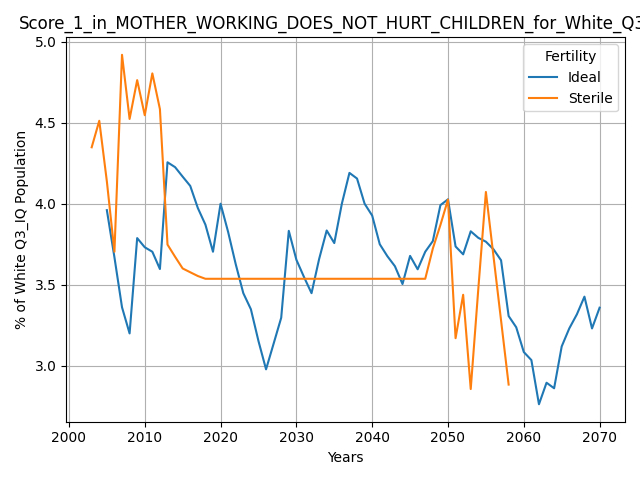 Score_1_in_MOTHER_WORKING_DOES_NOT_HURT_CHILDREN_for_White_Q3
5.0
4.5
4.0
3.5
3.0
% of White Q3_IQ Population
Fertility
Ideal
Sterile
2000
2010
2020
2030
2040
2050
2060
2070
Years